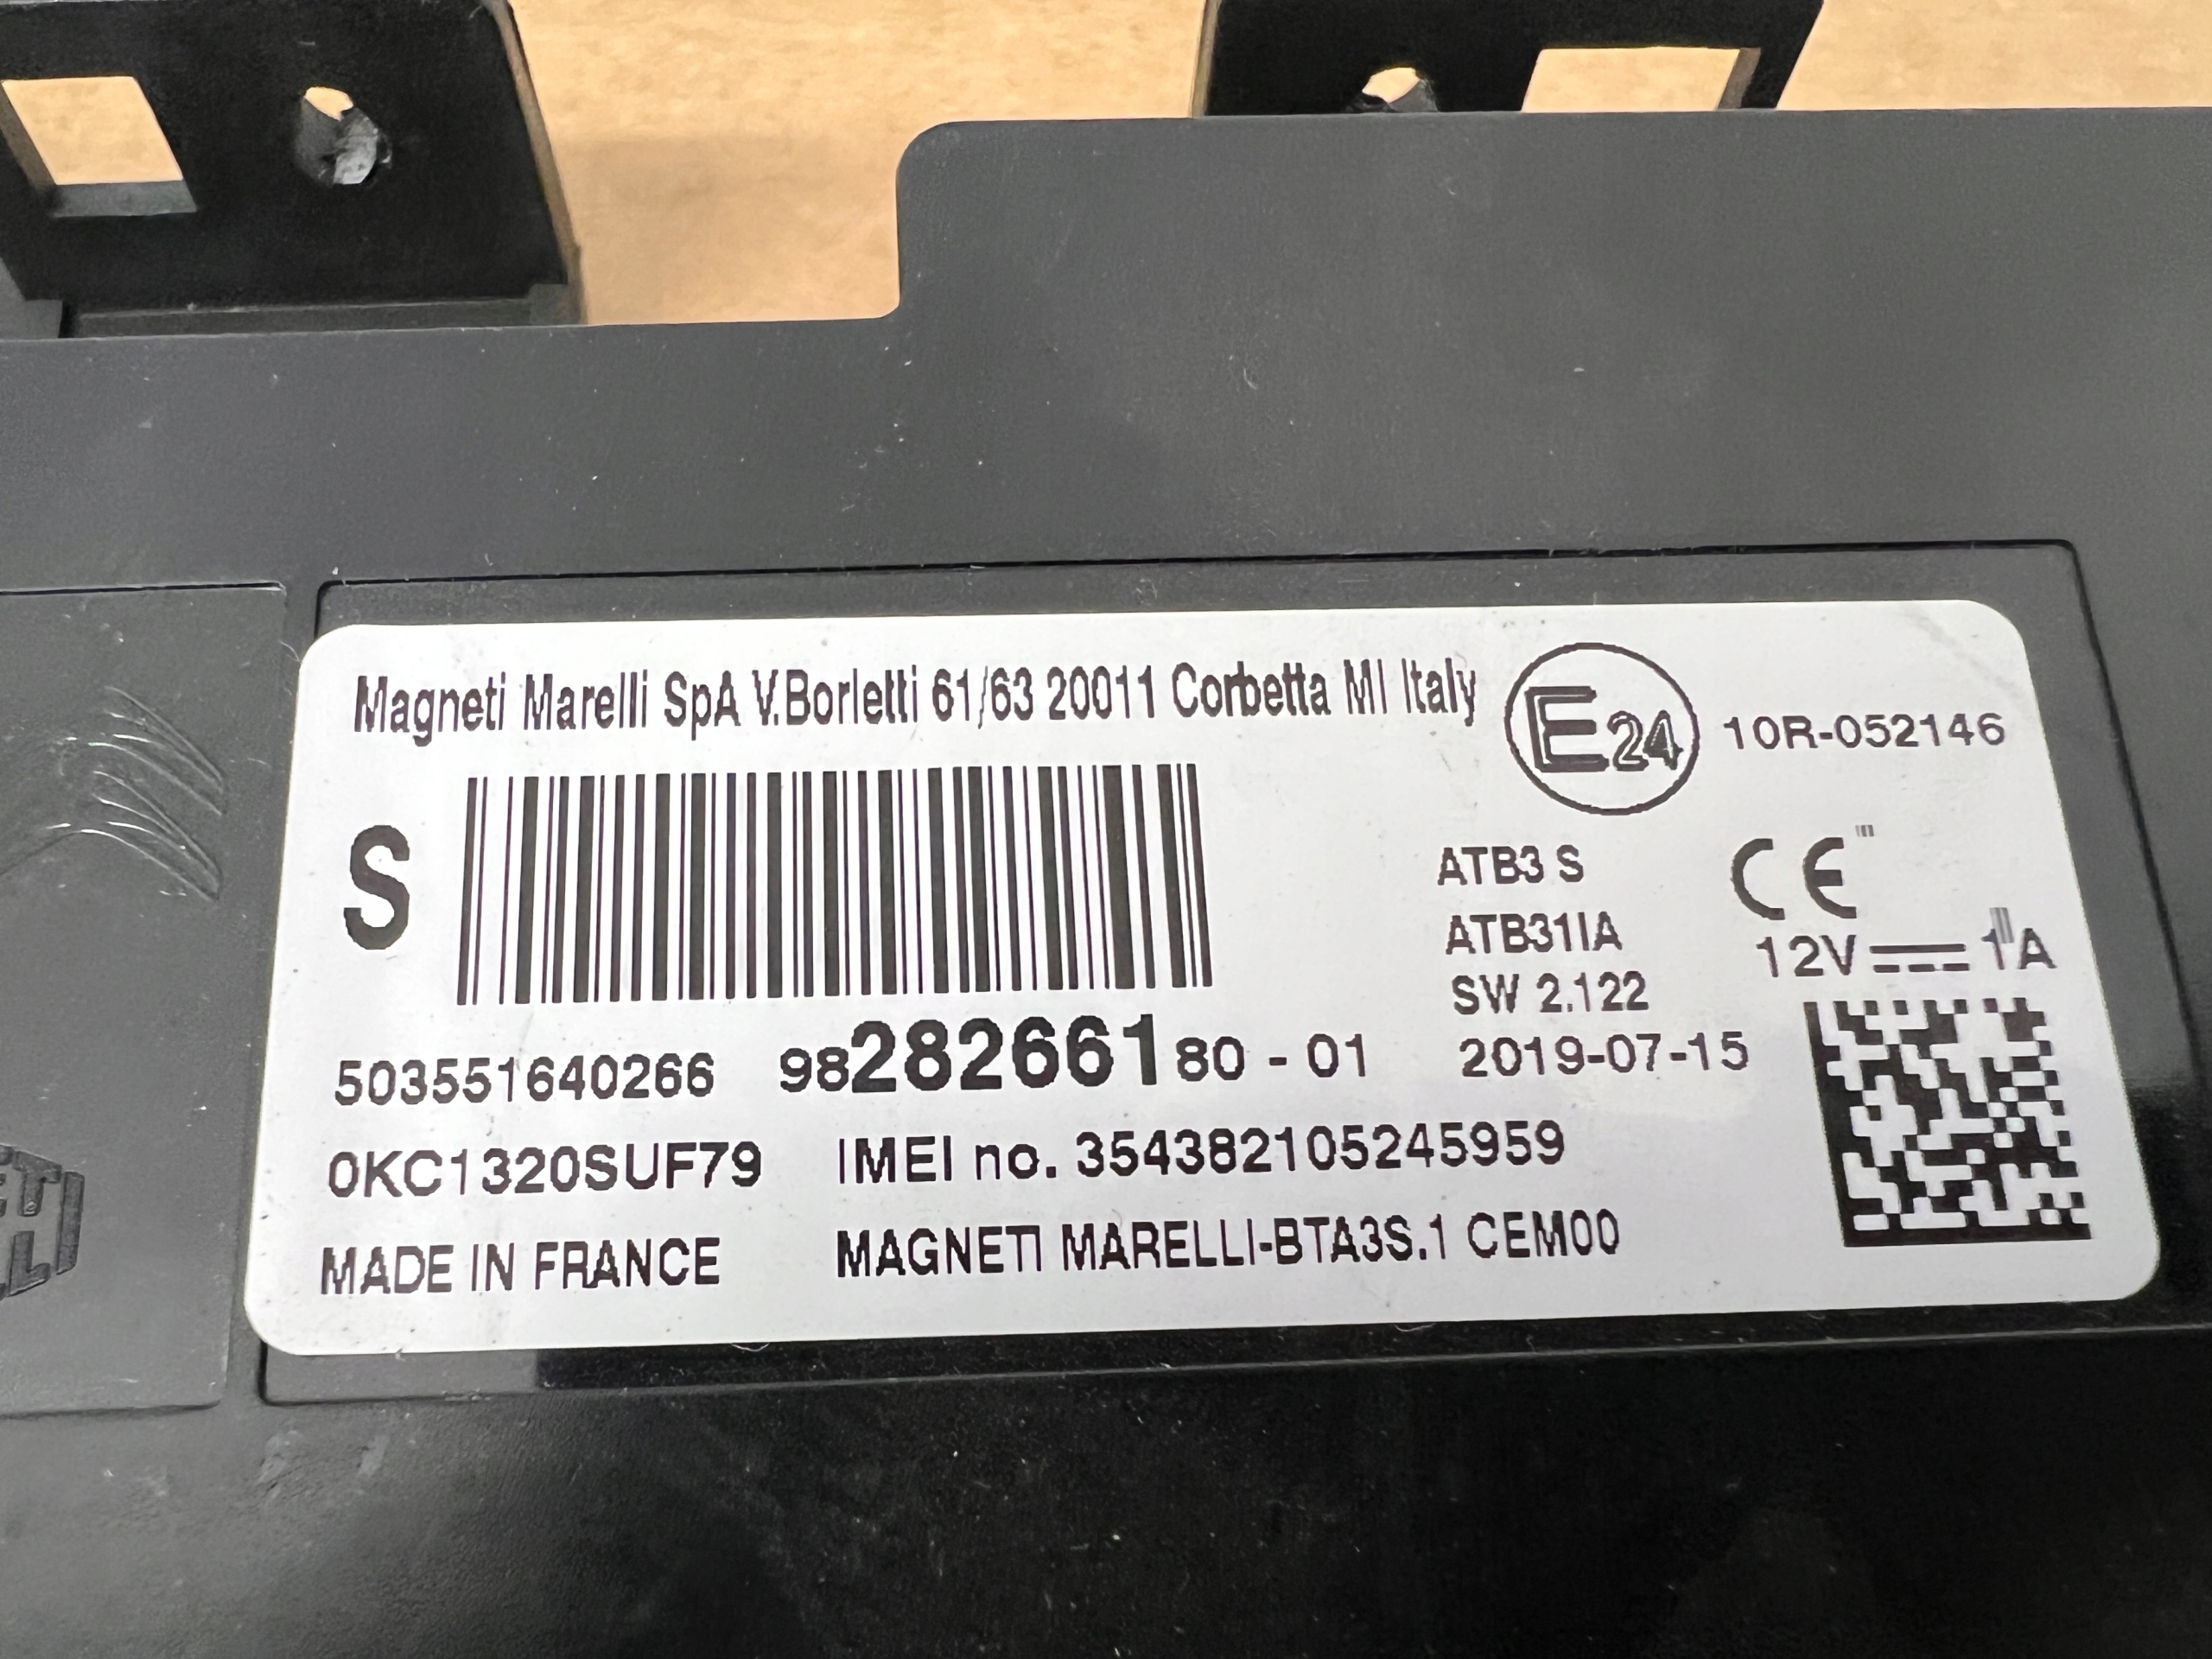 Magneti Marelli SpA V.Borletti 61/63 20011 Corbetta MI Italy
E24 10R-052146
S
ATB3 S
CE
ATB31IA
12V 1A
SW 2.122
503551640266 9828266180 - 01 2019-07-15
0KC1320SUF79 IMEI no. 354382105245959
MADE IN FRANCE MAGNETI MARELLI-BTA3S.1 CEM00